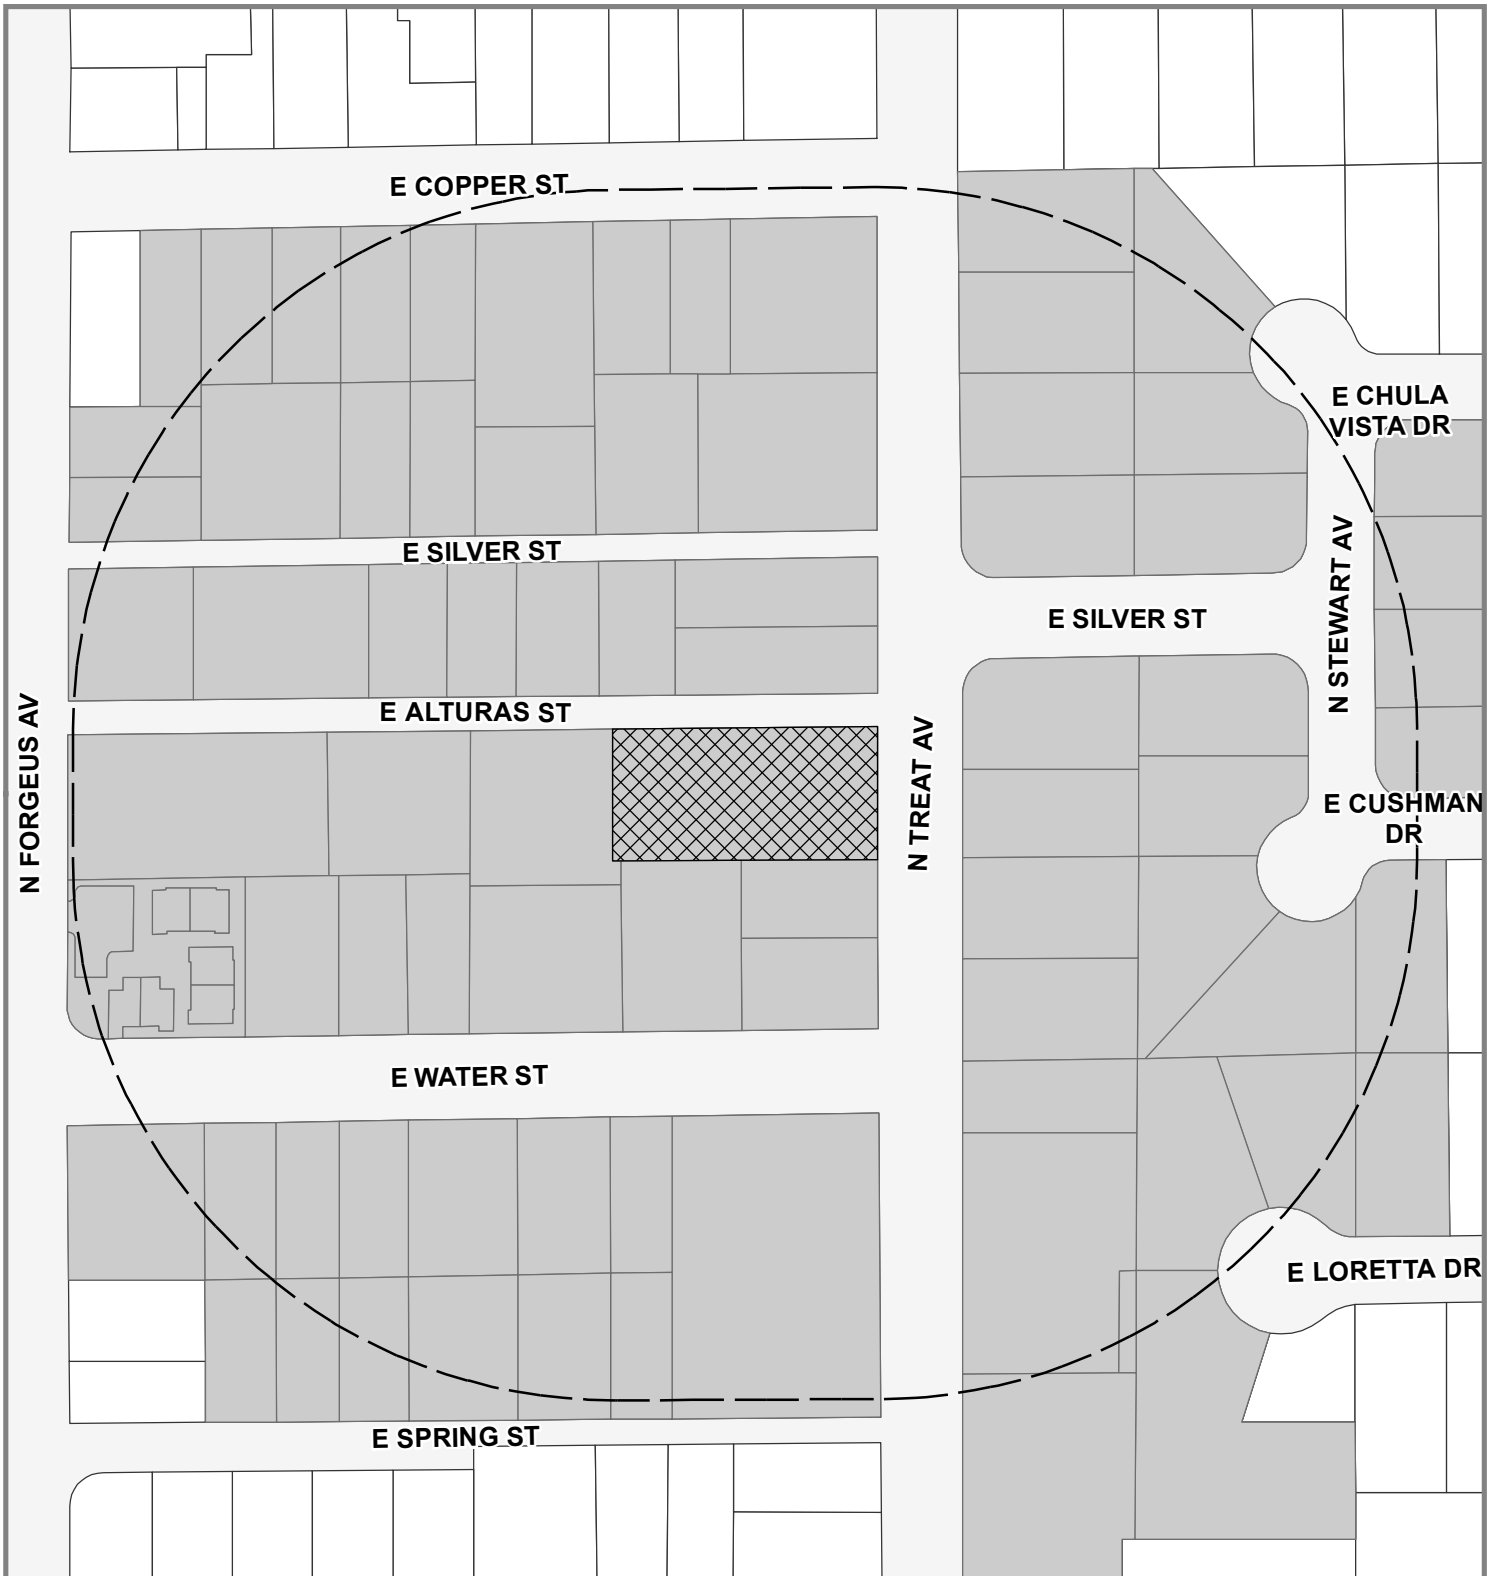 E COPPER ST
E CHULA
VISTA DR
E SILVER ST
N STEWART AV
E SILVER ST
N FORGEUS AV
E ALTURAS ST
N TREAT AV
E CUSHMAN
DR
E WATER ST
E LORETTA DR
E SPRING ST